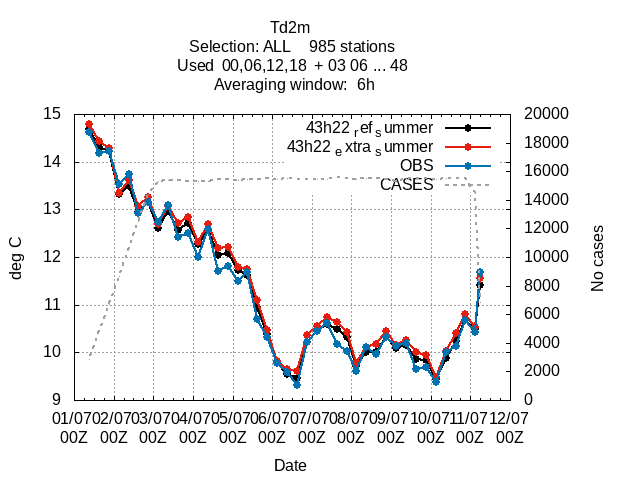 Td2m
Selection: ALL 985 stations
Used 00,06,12,18 + 03 06 ... 48
Averaging window: 6h
15 20000
43h22 refs ummer
18000
43h22 extra s ummer
16000
14
OBS
CASES
14000
13
12000
12
10000
8000
11
6000
4000
10
2000
9 0
01/07 02/07 03/07 04/07 05/07 06/07 07/07 08/07 09/07 10/07 11/07 12/07
00Z 00Z 00Z 00Z 00Z 00Z 00Z 00Z 00Z 00Z 00Z 00Z
Date
deg C
No cases